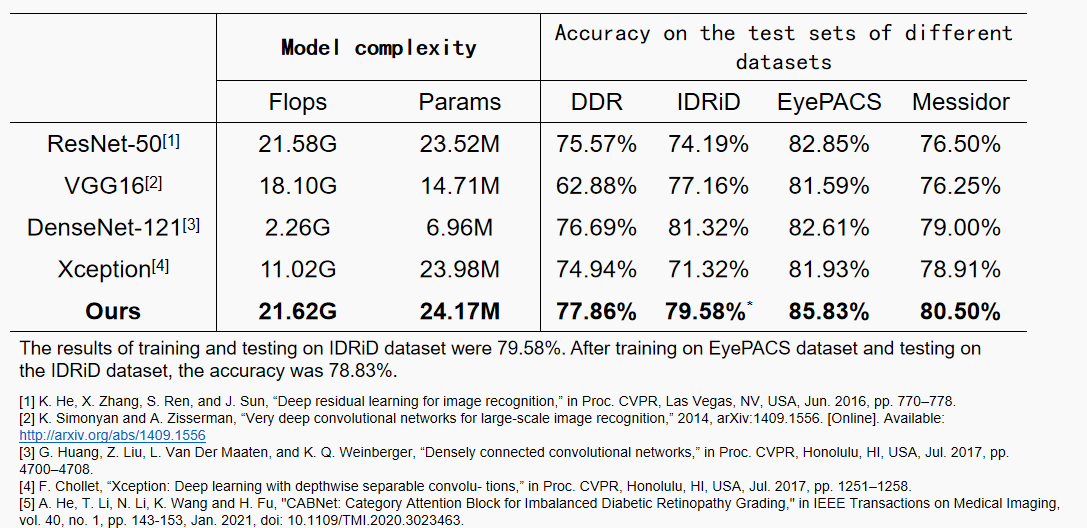 Model complexity
Accuracy on the test sets of different
datasets
Flops Params DDR IDRiD EyePACS Messidor
ResNet-50[1] 21.58G 23.52M 75.57% 74.19% 82.85% 76.50%
VGG16[2] 18.10G 14.71M 62.88% 77.16% 81.59% 76.25%
DenseNet-121[3] 2.26G 6.96M 76.69% 81.32% 82.61% 79.00%
Xception[4] 11.02G 23.98M 74.94% 71.32% 81.93% 78.91%
Ours 21.62G 24.17M 77.86% 79.58%* 85.83% 80.50%
The results of training and testing on IDRiD dataset were 79.58%. After training on EyePACS dataset and testing on
the IDRiD dataset, the accuracy was 78.83%.
[1] K. He, X. Zhang, S. Ren, and J. Sun, “Deep residual learning for image recognition,” in Proc. CVPR, Las Vegas, NV, USA, Jun. 2016, pp. 770–778.
[2] K. Simonyan and A. Zisserman, “Very deep convolutional networks for large-scale image recognition,” 2014, arXiv:1409.1556. [Online]. Available:
http://arxiv.org/abs/1409.1556
[3] G. Huang, Z. Liu, L. Van Der Maaten, and K. Q. Weinberger, “Densely connected convolutional networks,” in Proc. CVPR, Honolulu, HI, USA, Jul. 2017, pp.
4700–4708.
[4] F. Chollet, “Xception: Deep learning with depthwise separable convolu- tions,” in Proc. CVPR, Honolulu, HI, USA, Jul. 2017, pp. 1251–1258.
[5] A. He, T. Li, N. Li, K. Wang and H. Fu, "CABNet: Category Attention Block for Imbalanced Diabetic Retinopathy Grading," in IEEE Transactions on Medical Imaging,
vol. 40, no. 1, pp. 143-153, Jan. 2021, doi: 10.1109/TMI.2020.3023463.